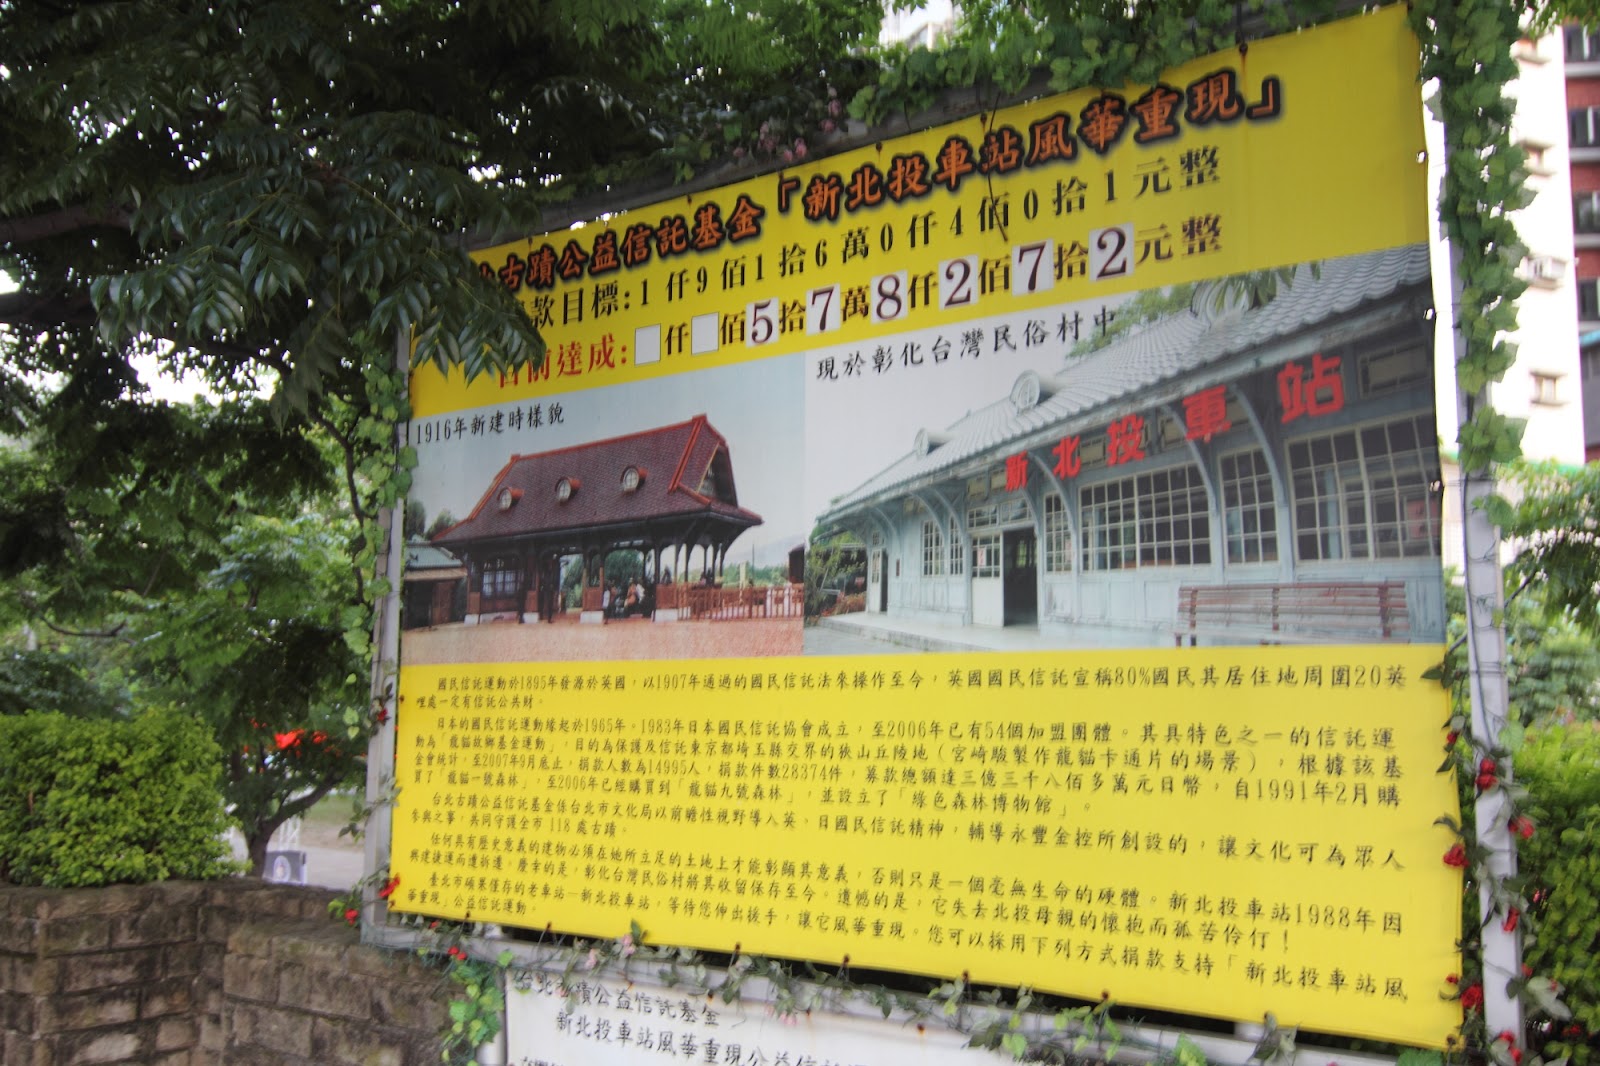 古蹟公益信託基金「新北投車站風華重現」
款目標:1仟9佰1拾6萬0仟4佰0拾1元整
目前達成:□仟□佰5拾7萬8仟2佰7拾2元整
1916年新建時樣貌
現於彰化台灣民俗村中
新北投車站
國民信託運動於1895年發源於英國，以1907年通過的國民信託法來操作至今，英國國民信託宣稱80%國民其居住地周圍20英
哩處一定有信託公共財。
日本的國民信託運動緣起於1965年。1983年日本國民信託協會成立，至2006年已有54個加盟團體。其具特色之一的信託運
動為「龍貓故鄉基金運動」，目的為保護及信託東京都埼玉縣交界的狹山丘陵地（宮崎駿製作龍貓卡通片的場景），根據該基
金會統計，至2007年9月底止，捐款人數為14995人，捐款件數28374件，募款總額達三億三千八佰多萬元日幣，自1991年2月購
買了「龍貓一號森林」，至2006年已經購買到「龍貓九號森林」，並設立了「綠色森林博物館」。
台北古蹟公益信託基金係台北市文化局以前瞻性視野導入英、日國民信託精神，輔導永豐金控所創設的，讓文化可為眾人
參與之事，共同守護全市 118 處古蹟。
任何具有歷史意義的建物必須在她所立足的土地上才能彰顯其意義，否則只是一個毫無生命的硬體。新北投車站1988年因
興建捷運而遭拆遷，慶幸的是，彰化台灣民俗村將其收留保存至今。遺憾的是，它失去北投母親的懷抱而孤苦伶仃！
臺北市碩果僅存的老車站—新北投車站，等待您伸出援手，讓它風華重現。您可以採用下列方式捐款支持「新北投車站風
華重現」公益信託運動。
台北古蹟公益信託基金
新北投車站風華重現公益信託